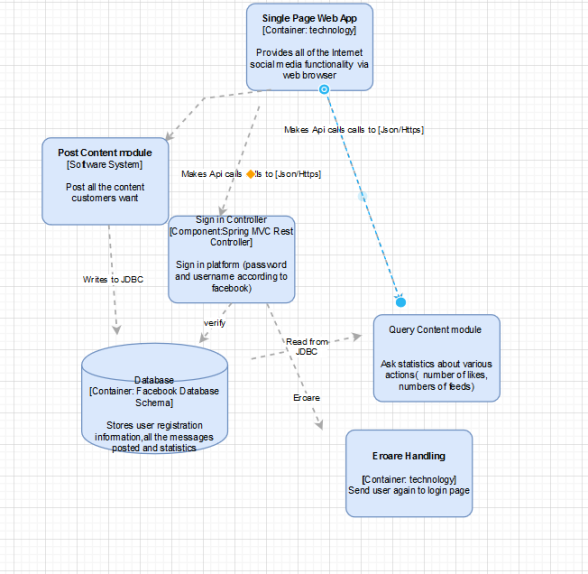 Single Page Web App
[Container: technology]
Provides all of the Internet
social media functionality via
web browser
Makes Api calls calls to [Json/Https]
Post Content module
[Software System]
Post all the content
customers want
Makes Api calls lls to [Json/Https]
Sign in Controller
[Component:Spring MVC Rest
Controller]
Sign in platform (password
and username according to
facebook)
Writes to JDBC
verify
Read from
JDBC
Query Content module
Ask statistics about various
actions( number of likes,
numbers of feeds)
Database
[Container: Facebook Database
Schema]
Stores user registration
information,all the messages
posted and statistics
Eroare
Eroare Handling
[Container: technology]
Send user again to login page